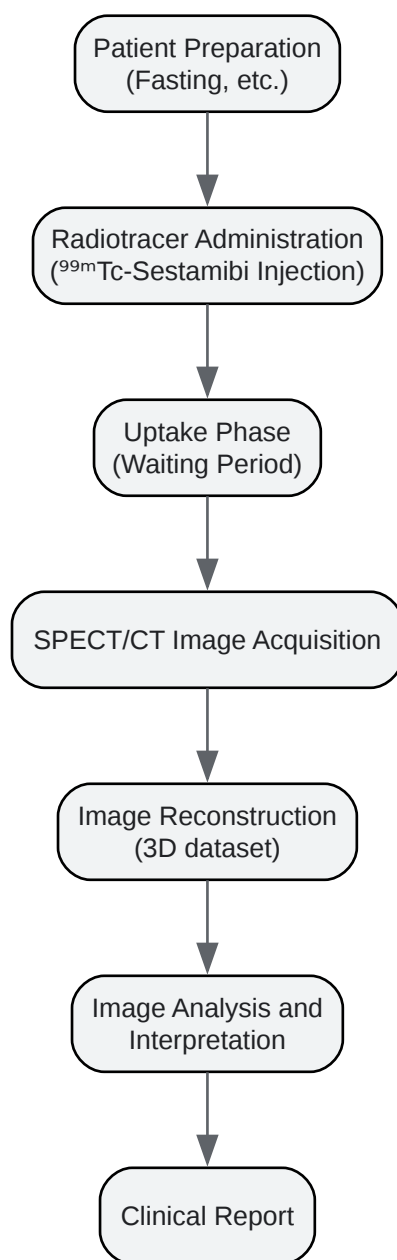 Patient Preparation
(Fasting, etc.)
Radiotracer Administration
(⁹⁹ᵐTc-Sestamibi Injection)
Uptake Phase
(Waiting Period)
SPECT/CT Image Acquisition
Image Reconstruction
(3D dataset)
Image Analysis and
Interpretation
Clinical Report